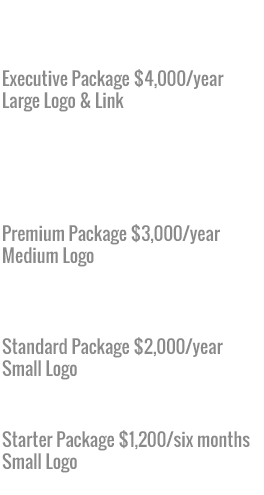 Executive Package $4,000/year
Large Logo & Link
Premium Package $3,000/year
Medium Logo
Standard Package $2,000/year
Small Logo
Starter Package $1,200/six months
Small Logo